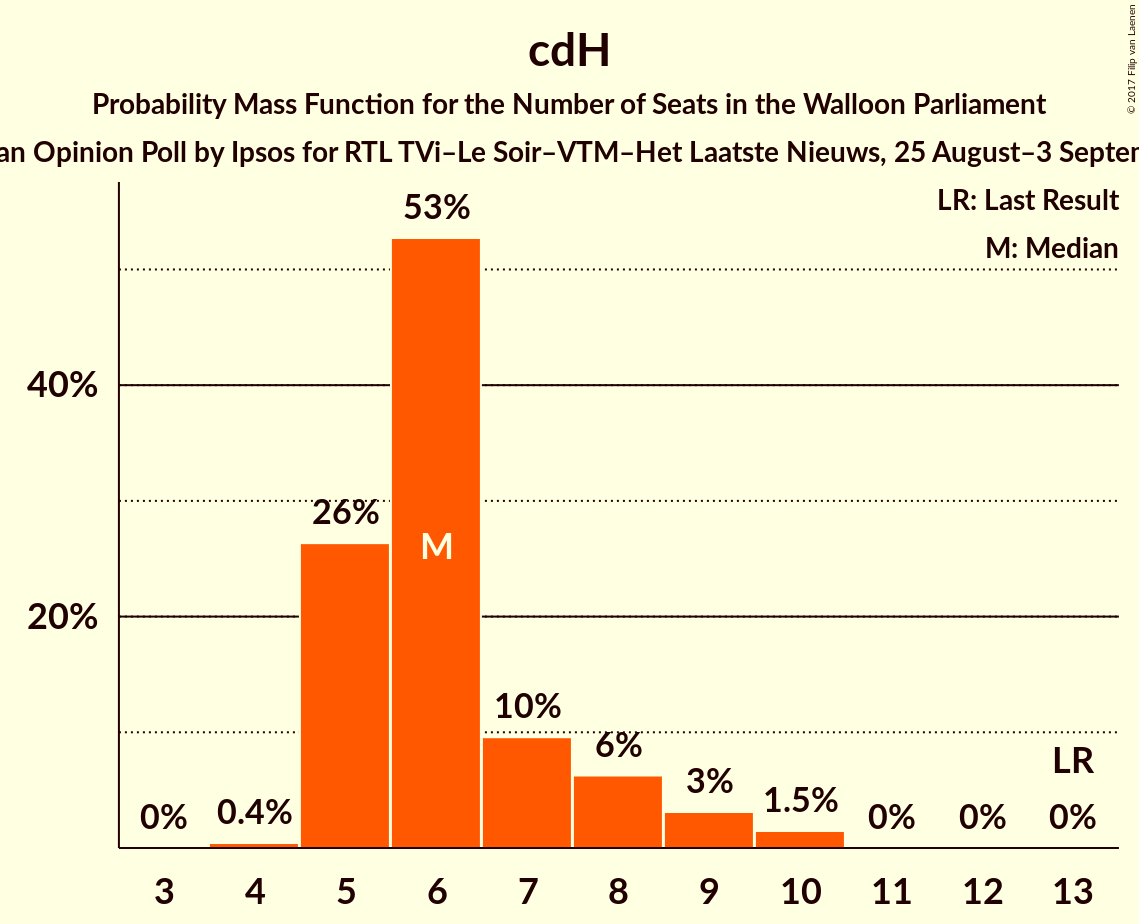 cdH
Probability Mass Function for the Number of Seats in the Walloon Parliament
an Opinion Poll by Ipsos for RTL TVi–Le Soir–VTM–Het Laatste Nieuws, 25 August–3
LR: Last Result
M: Median
53%
40%
26%
M
20%
10%
6%
LR
3%
1.5%
0% 0.4% 0% 0% 0%
3 4 5 6 7 8 9 10 11 12 13
© 2017 Filip van Laenen